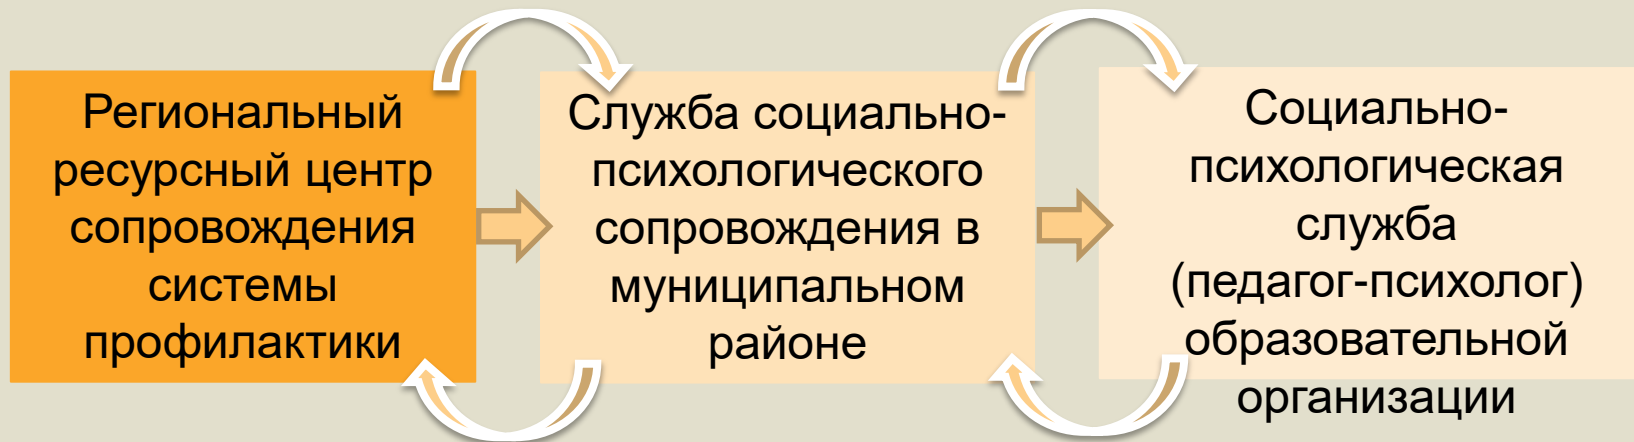 Региональный
ресурсный центр
сопровождения
системы
профилактики
Служба социально-
психологического
сопровождения в
муниципальном
районе
Социально-
психологическая
служба
(педагог-психолог)
образовательной
организации